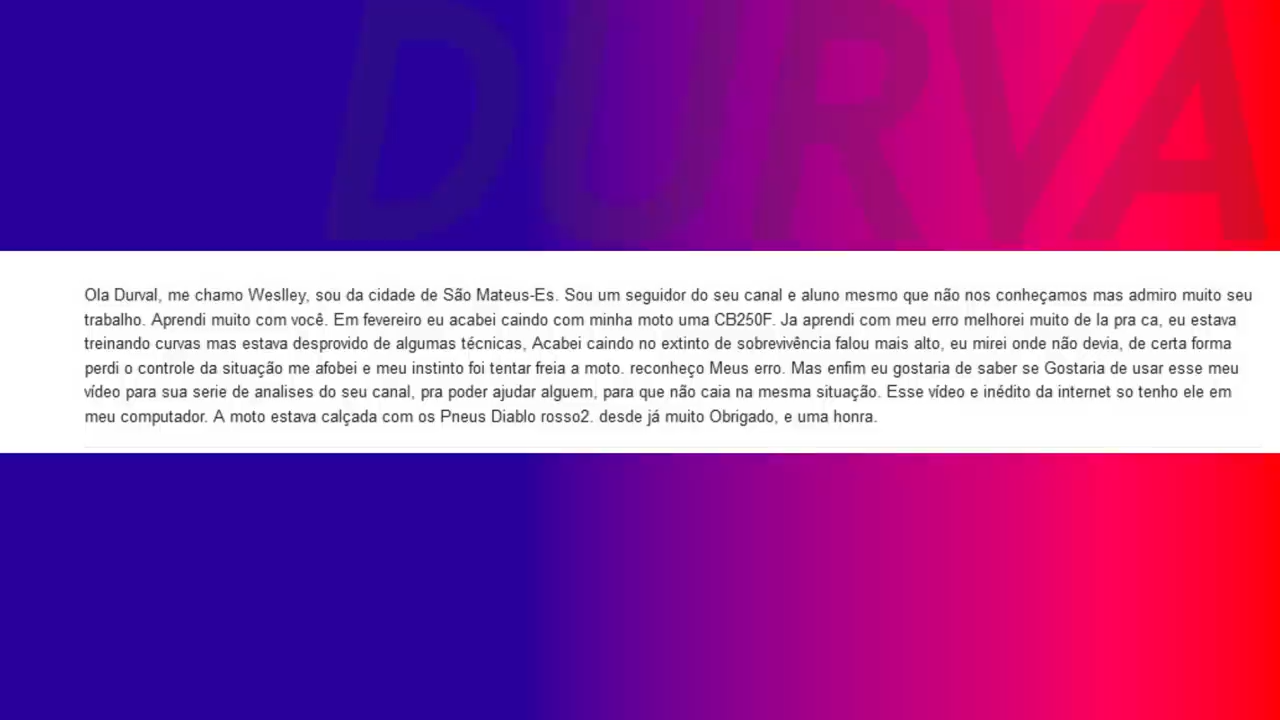 DURVA
Ola Durval, me chamo Weslley, sou da cidade de São Mateus-Es. Sou um seguidor do seu canal e aluno mesmo que não nos conheçamos mas admiro muito seu
trabalho. Aprendi muito com você. Em fevereiro eu acabei caindo com minha moto uma CB250F. Ja aprendi com meu erro melhorei muito de la pra ca, eu estava
treinando curvas mas estava desprovido de algumas técnicas, Acabei caindo no extinto de sobrevivência falou mais alto, eu mirei onde não devia, de certa forma
perdi o controle da situação me afobei e meu instinto foi tentar freia a moto. reconheço Meus erro. Mas enfim eu gostaria de saber se Gostaria de usar esse meu
vídeo para sua serie de analises do seu canal, pra poder ajudar alguem, para que não caia na mesma situação. Esse vídeo e inédito da internet so tenho ele em
meu computador. A moto estava calçada com os Pneus Diablo rosso2. desde já muito Obrigado, e uma honra.